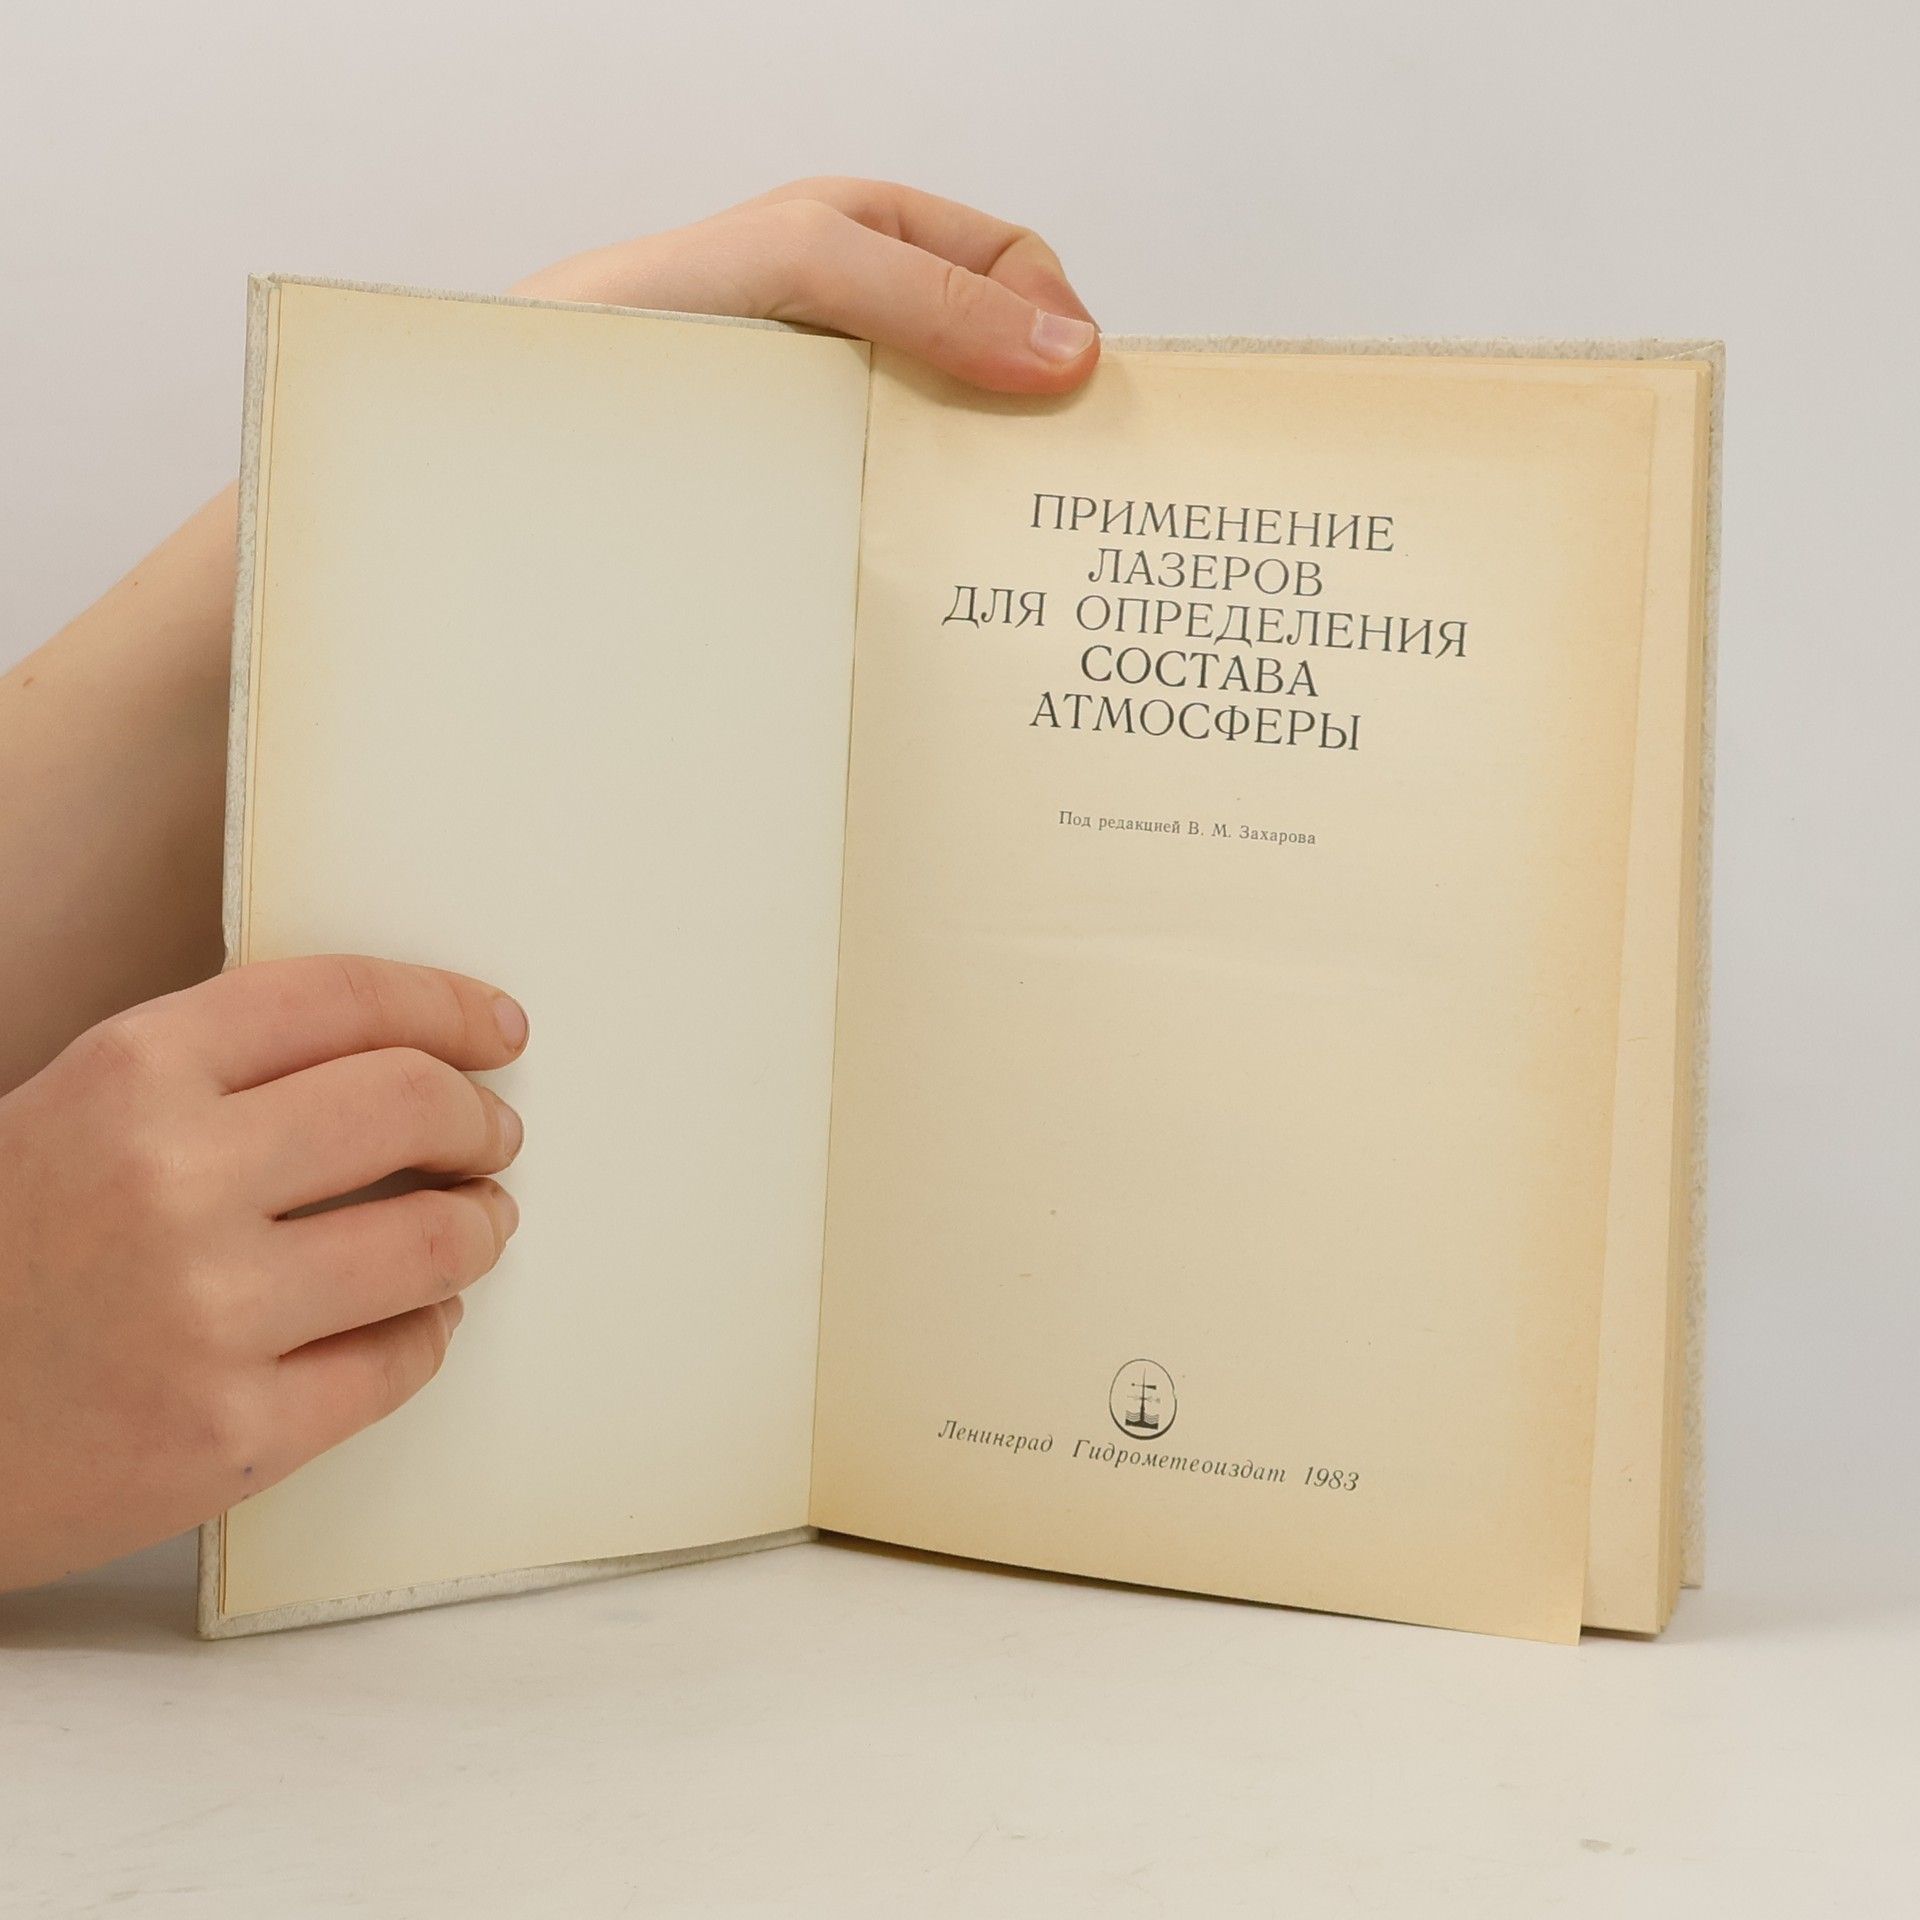 ПРИМЕНЕНИЕ
ЛАЗЕРОВ
ДЛЯ ОПРЕДЕЛЕНИЯ
СОСТАВА
АТМОСФЕРЫ
Под редакцией В. М. Захарова
Ленинград Гидрометеоиздат 1983